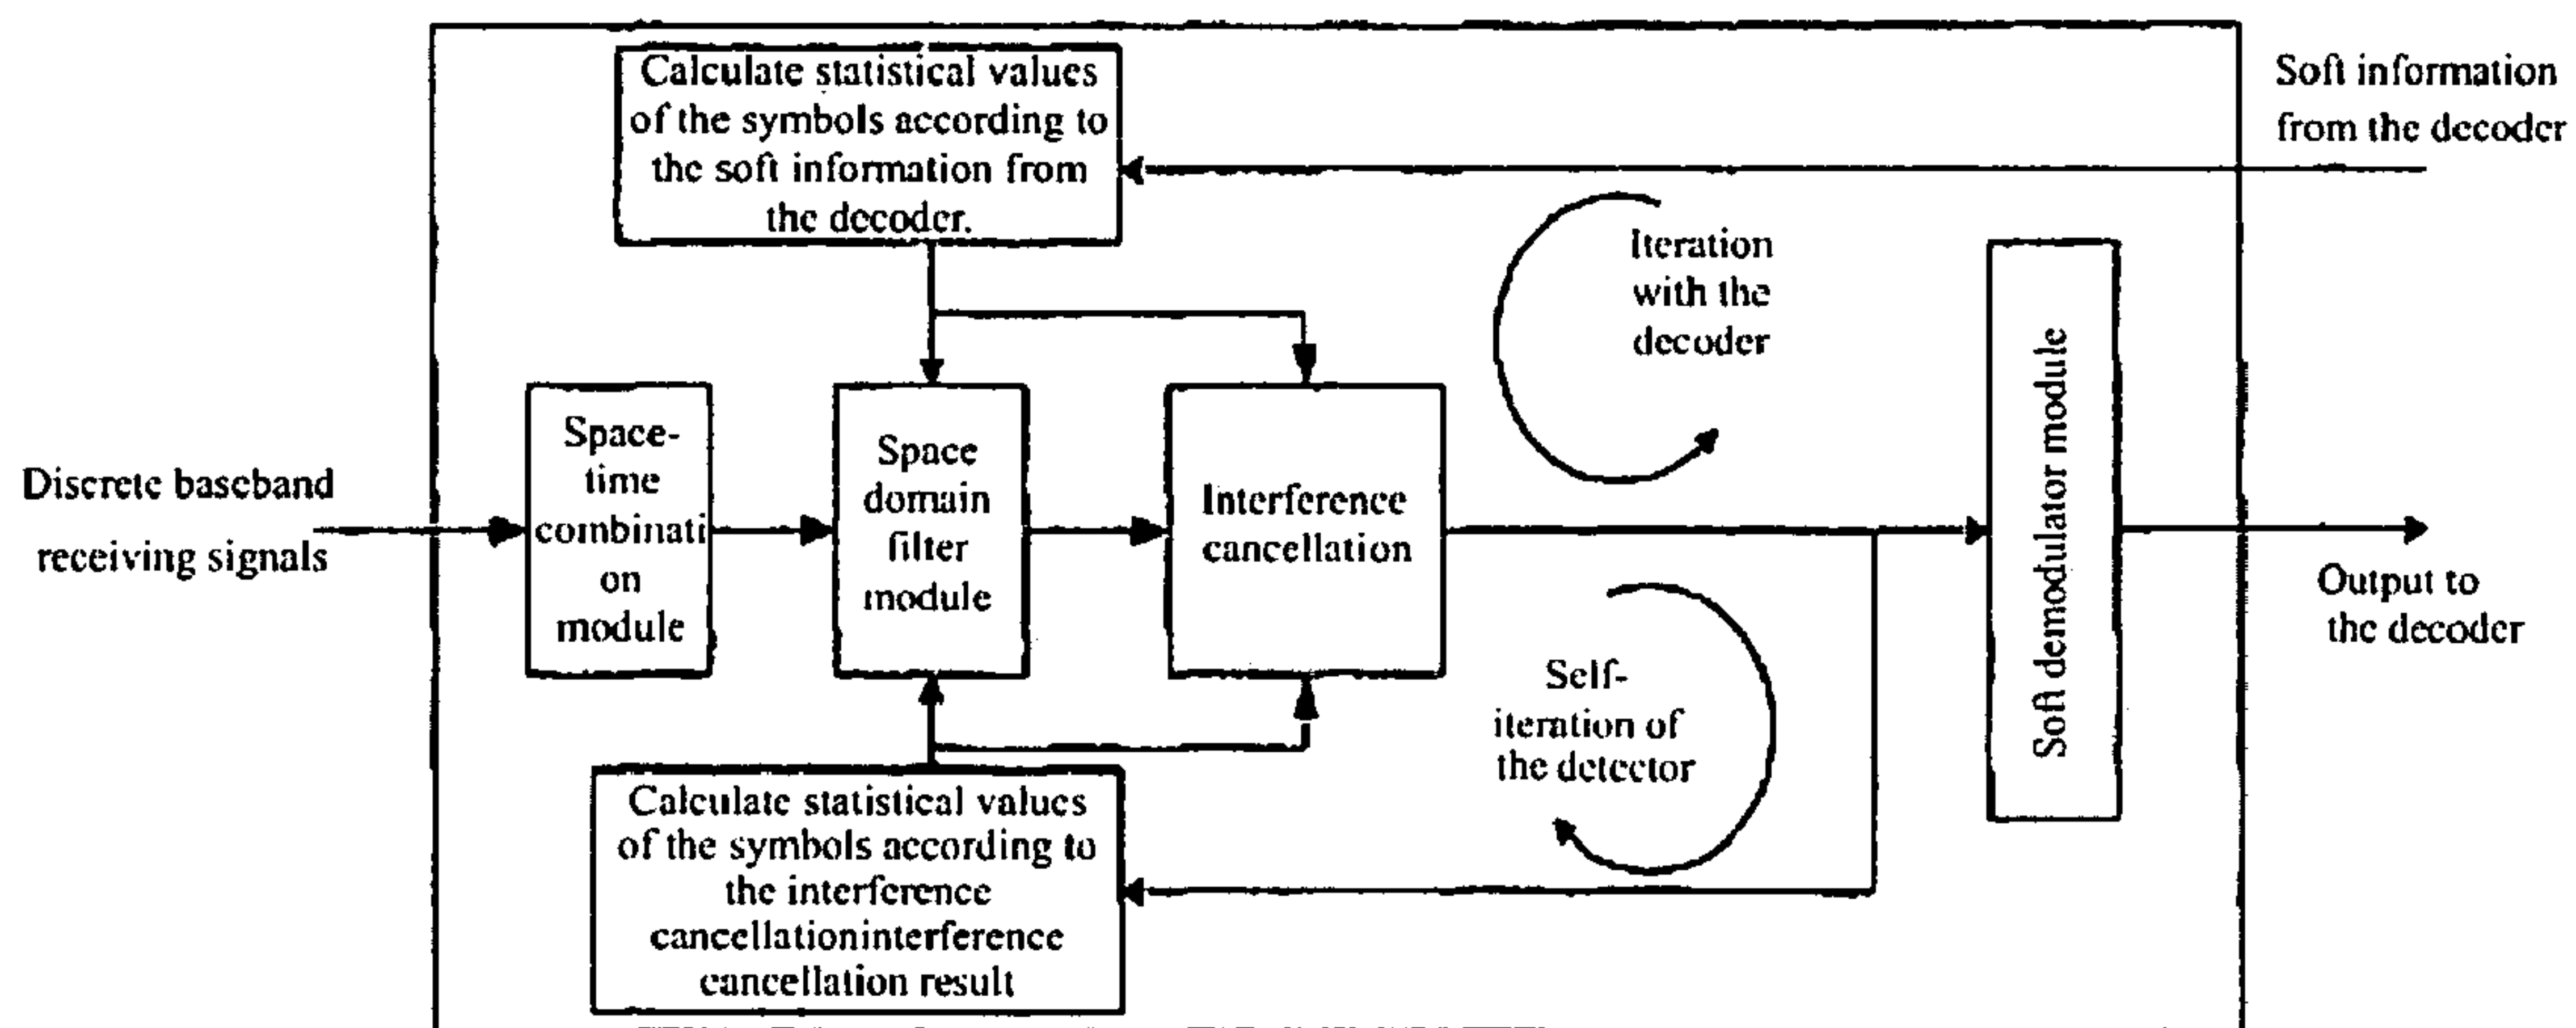 Calculate statistical values
of the symbols according to
the soft information from
the decoder.
Soft information
from the decoder
Iteration
with the
decoder
Discrete baseband
receiving signals
Space-
time
combinati
on
module
Space
domain
filter
module
Interference
cancellation
Soft demodulator module
Output to
the decoder
Self-
iteration of
the detector
Calculate statistical values
of the symbols according to
the interference
cancellationinterference
cancellation result